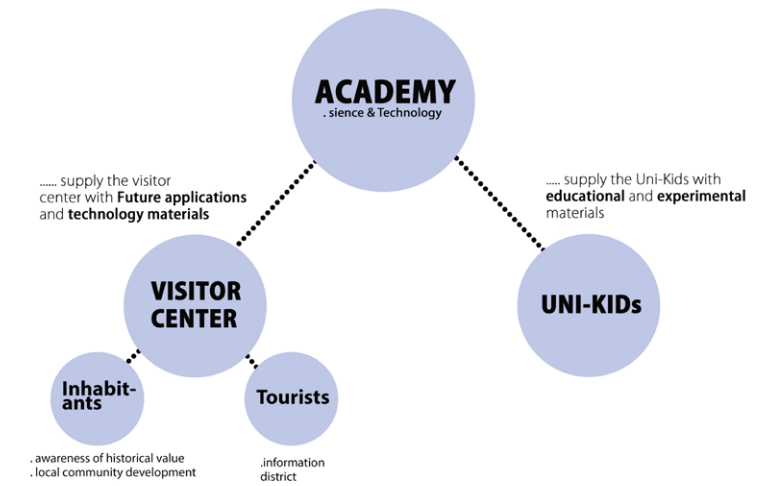 ACADEMY
. sience & Technology
...... supply the visitor
center with Future applications
and technology materials
..... supply the Uni-Kids with
educational and experimental
materials
VISITOR
CENTER
UNI-KIDs
Inhabit-
ants
Tourists
. awareness of historical value
. local community development
.information
district